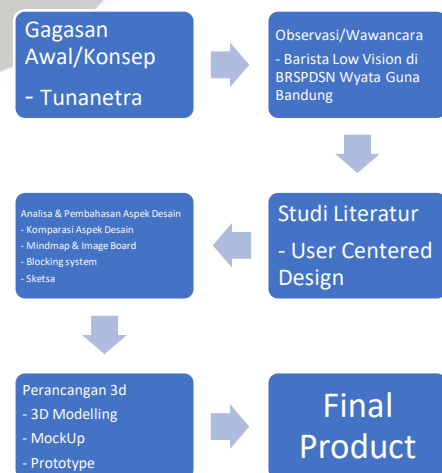 Gagasan
Awal/Konsep
- Tunanetra
Observasi/Wawancara
- Barista Low Vision di
BRSPDSN Wyata Guna
Bandung
Studi Literatur
- User Centered
Design
Analisa & Pembahasan Aspek Desain
- Komparasi Aspek Desain
- Mindmap & Image Board
- Blocking system
- Sketsa
Perancangan 3d
- 3D Modelling
- MockUp
- Prototype
Final
Product